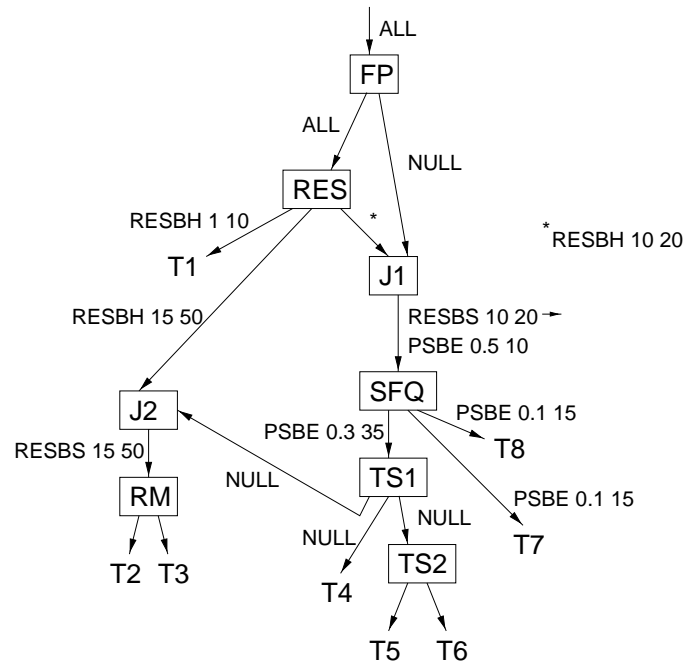 ALL
FP
ALL
NULL
RES
RESBH 1 10
*
*RESBH 10 20
T1
J1
RESBH 15 50
RESBS 10 20
PSBE 0.5 10
SFQ
J2
PSBE 0.3 35
PSBE 0.1 15
T8
RESBS 15 50
NULL
TS1
PSBE 0.1 15
RM
NULL
NULL
T7
T2
T3
T4
TS2
T5
T6